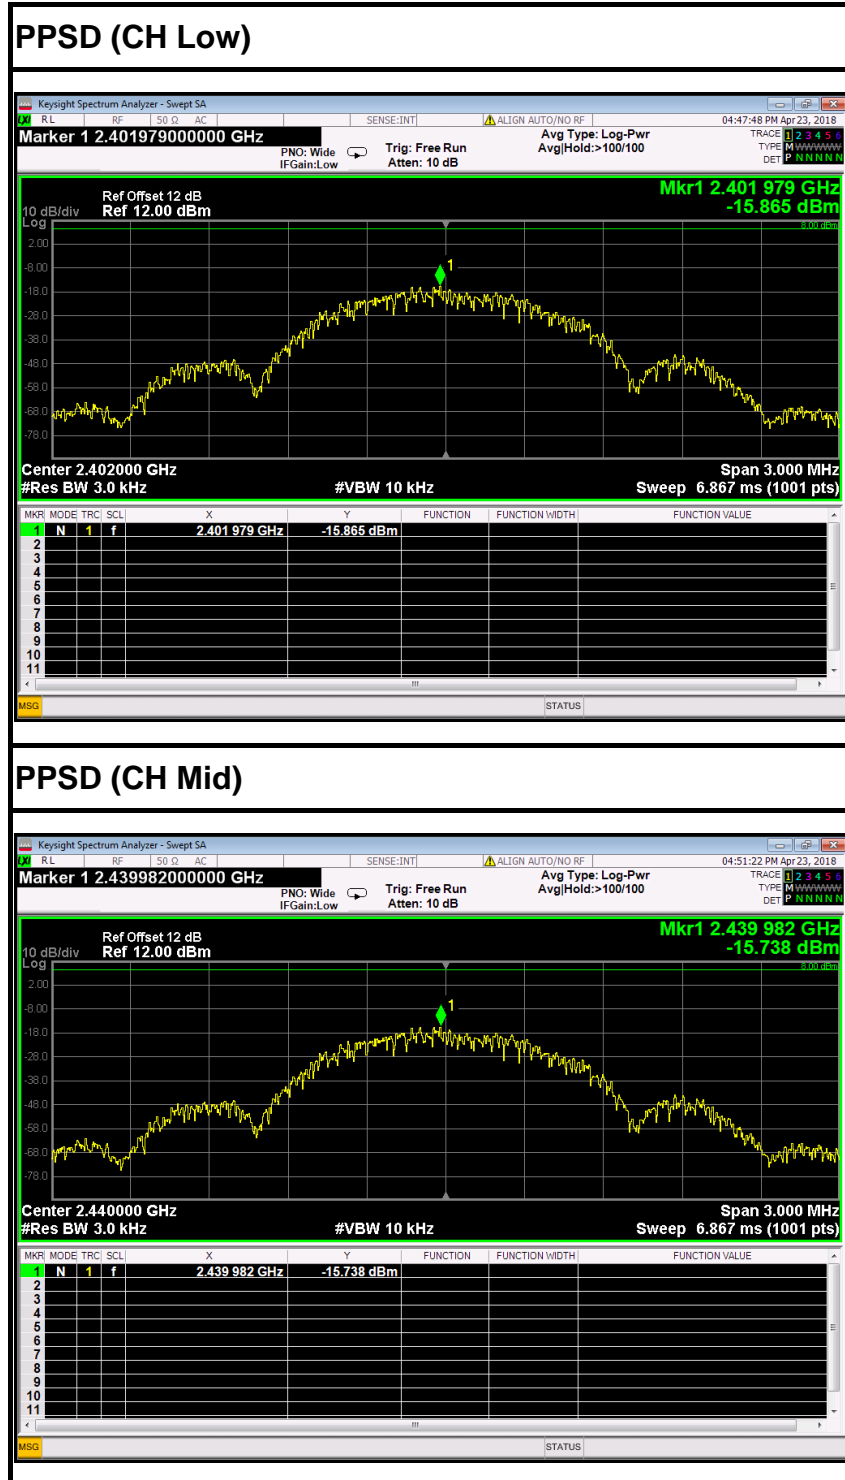 PPSD (CH Low)
Keysight Spectrum Analyzer - Swept SA
LXI RL RF 50 Ω AC SENSE:INT ALIGN AUTO/NO RF 04:47:48 PM Apr 23, 2018
Marker 1 2.401979000000 GHz Avg Type: Log-Pwr TRACE 1 2 3 4 5 6
PNO: Wide Trig: Free Run Avg|Hold:>100/100 TYPE M WWWWW
IFGain:Low Atten: 10 dB DET P N N N N N
Mkr1 2.401 979 GHz
Ref Offset 12 dB
10 dB/div Ref 12.00 dBm -15.865 dBm
Log
8.00 dBm
2.00
-8.00
1
-18.0
-28.0
-38.0
-48.0
-58.0
-68.0
-78.0
Center 2.402000 GHz Span 3.000 MHz
#Res BW 3.0 kHz #VBW 10 kHz Sweep 6.867 ms (1001 pts)
MKR MODE TRC SCL X Y FUNCTION FUNCTION WIDTH FUNCTION VALUE
1 N 1 f 2.401 979 GHz -15.865 dBm
2
3
4
5
6
7
8
9
10
11
MSG STATUS
PPSD (CH Mid)
Keysight Spectrum Analyzer - Swept SA
LXI RL RF 50 Ω AC SENSE:INT ALIGN AUTO/NO RF 04:51:22 PM Apr 23, 2018
Marker 1 2.439982000000 GHz Avg Type: Log-Pwr TRACE 1 2 3 4 5 6
PNO: Wide Trig: Free Run Avg|Hold:>100/100 TYPE M WWWWW
IFGain:Low Atten: 10 dB DET P N N N N N
Mkr1 2.439 982 GHz
Ref Offset 12 dB
10 dB/div Ref 12.00 dBm -15.738 dBm
Log
8.00 dBm
2.00
-8.00
1
-18.0
-28.0
-38.0
-48.0
-58.0
-68.0
-78.0
Center 2.440000 GHz Span 3.000 MHz
#Res BW 3.0 kHz #VBW 10 kHz Sweep 6.867 ms (1001 pts)
MKR MODE TRC SCL X Y FUNCTION FUNCTION WIDTH FUNCTION VALUE
1 N 1 f 2.439 982 GHz -15.738 dBm
2
3
4
5
6
7
8
9
10
11
MSG STATUS